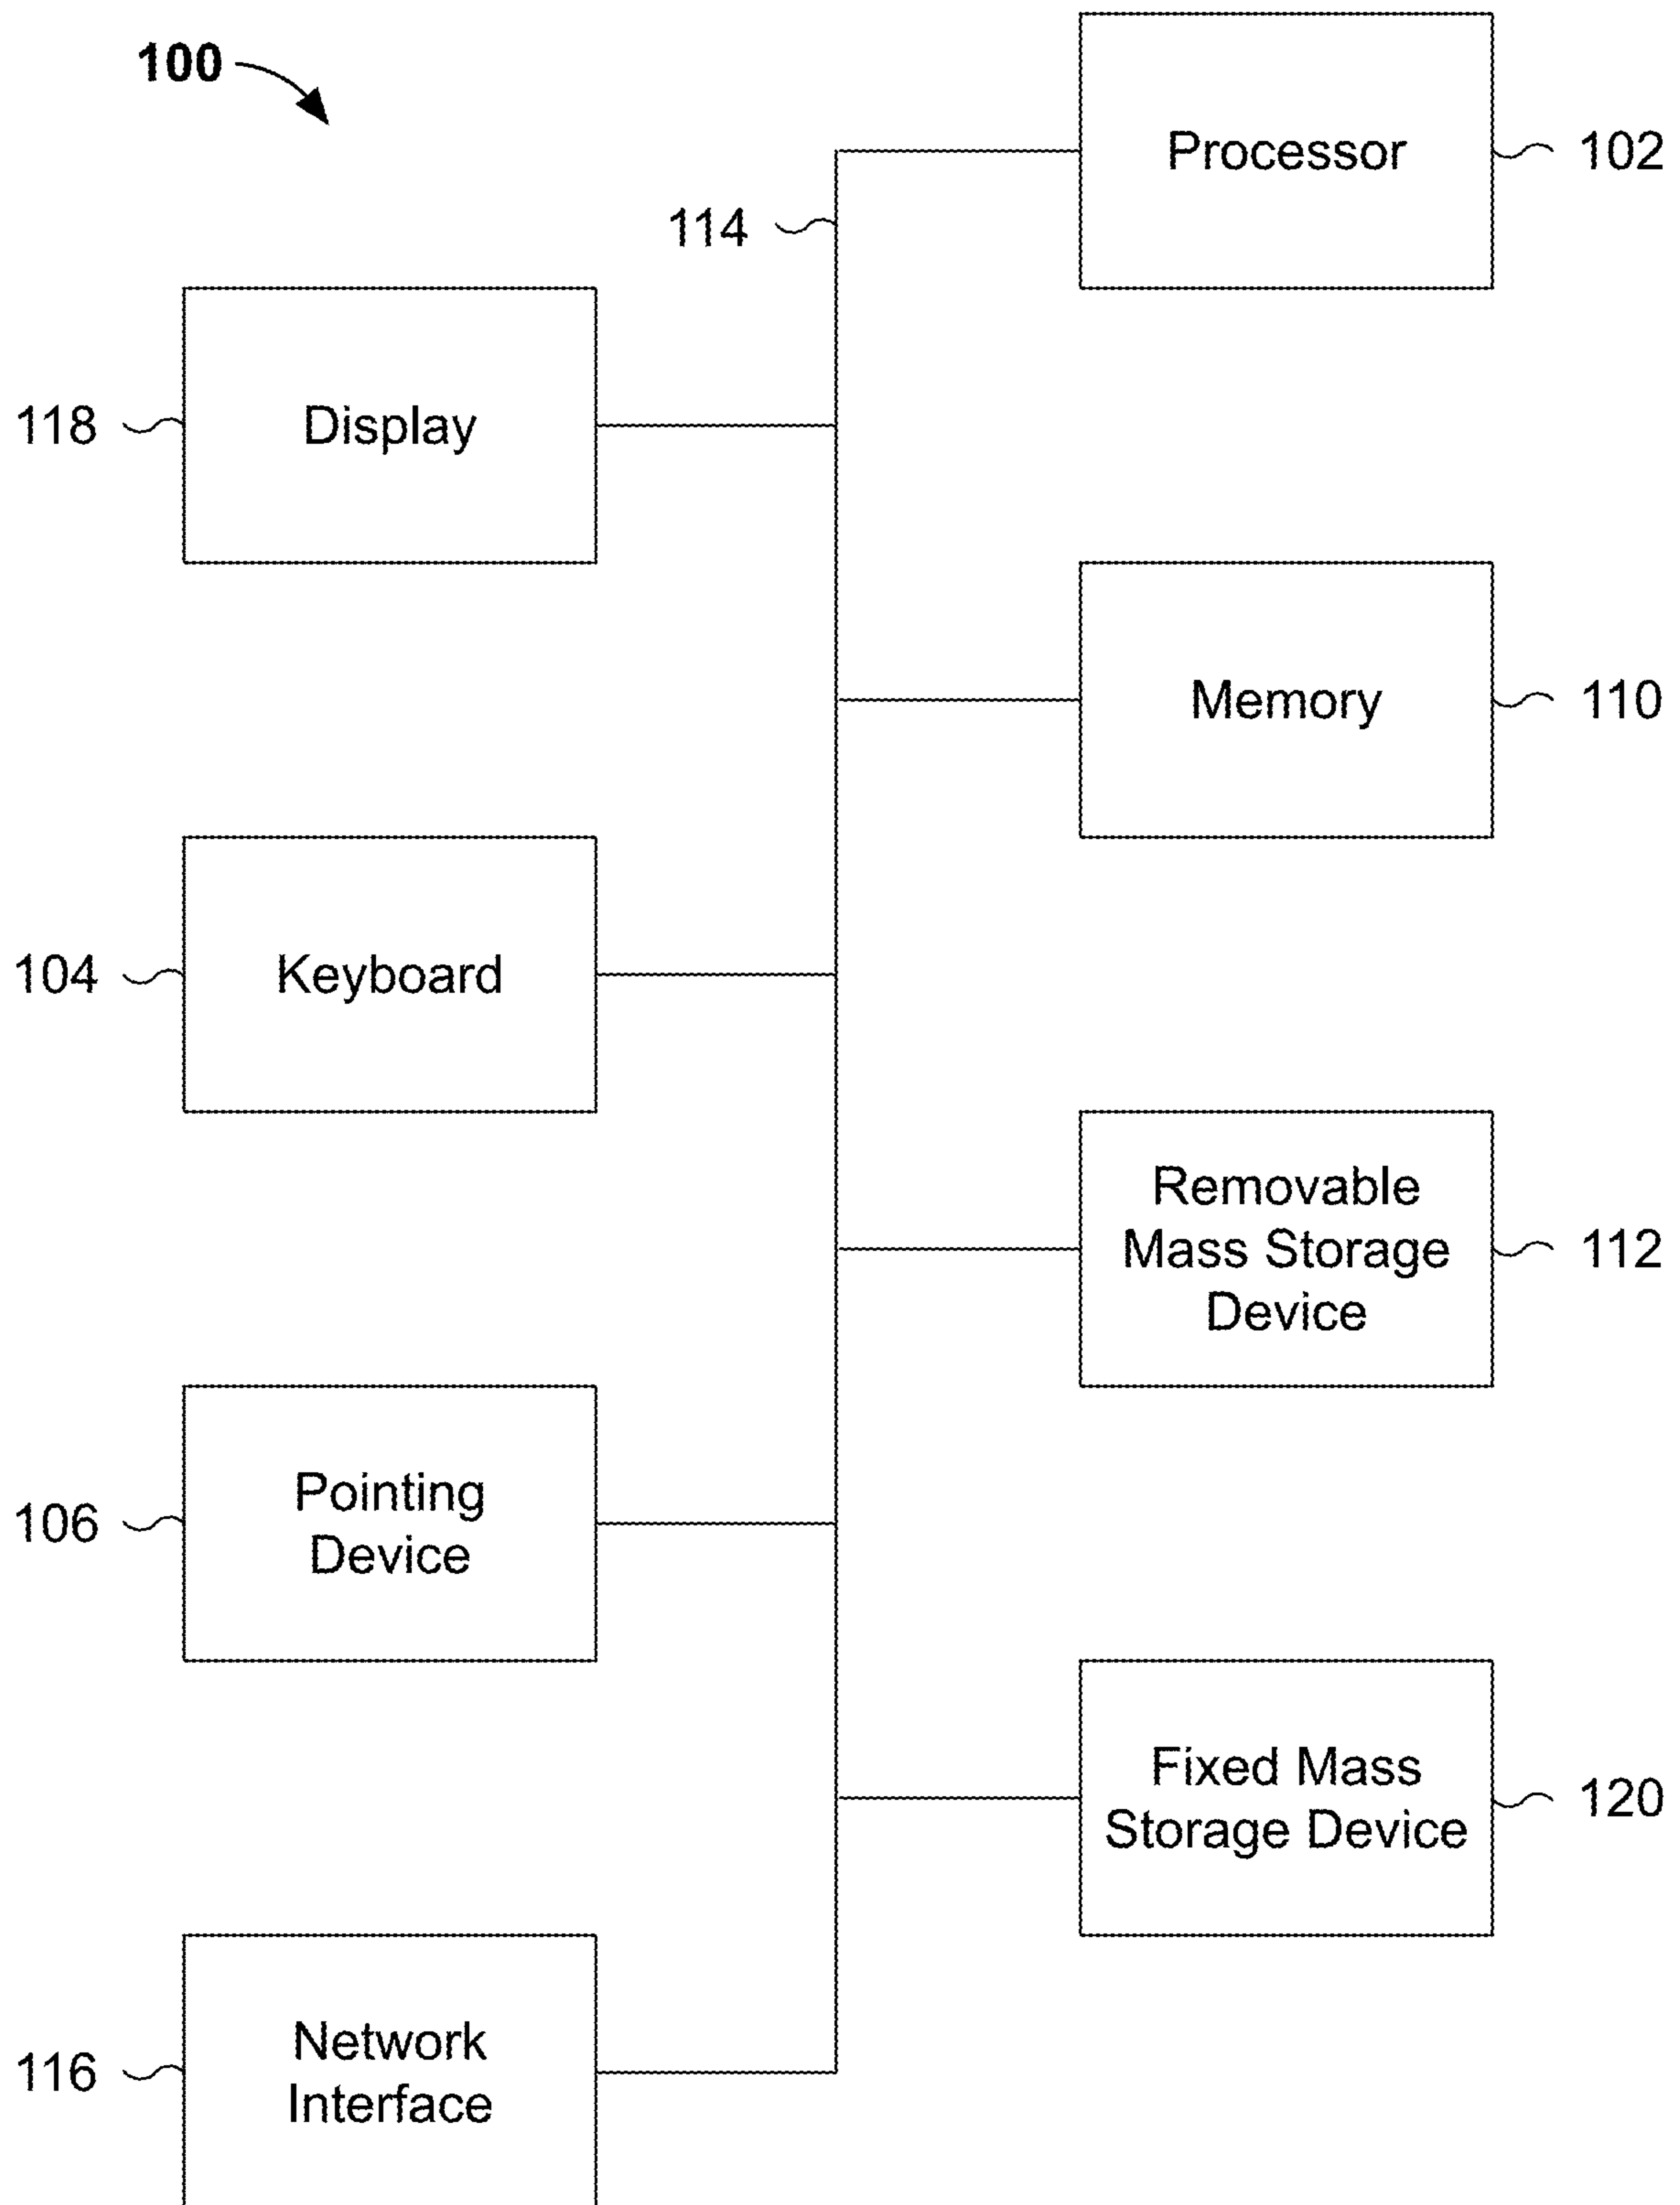 100
Processor
102
114
Display
118
Memory
110
Keyboard
104
Removable
Mass Storage
Device
112
Pointing
Device
106
Fixed Mass
Storage Device
120
Network
Interface
116